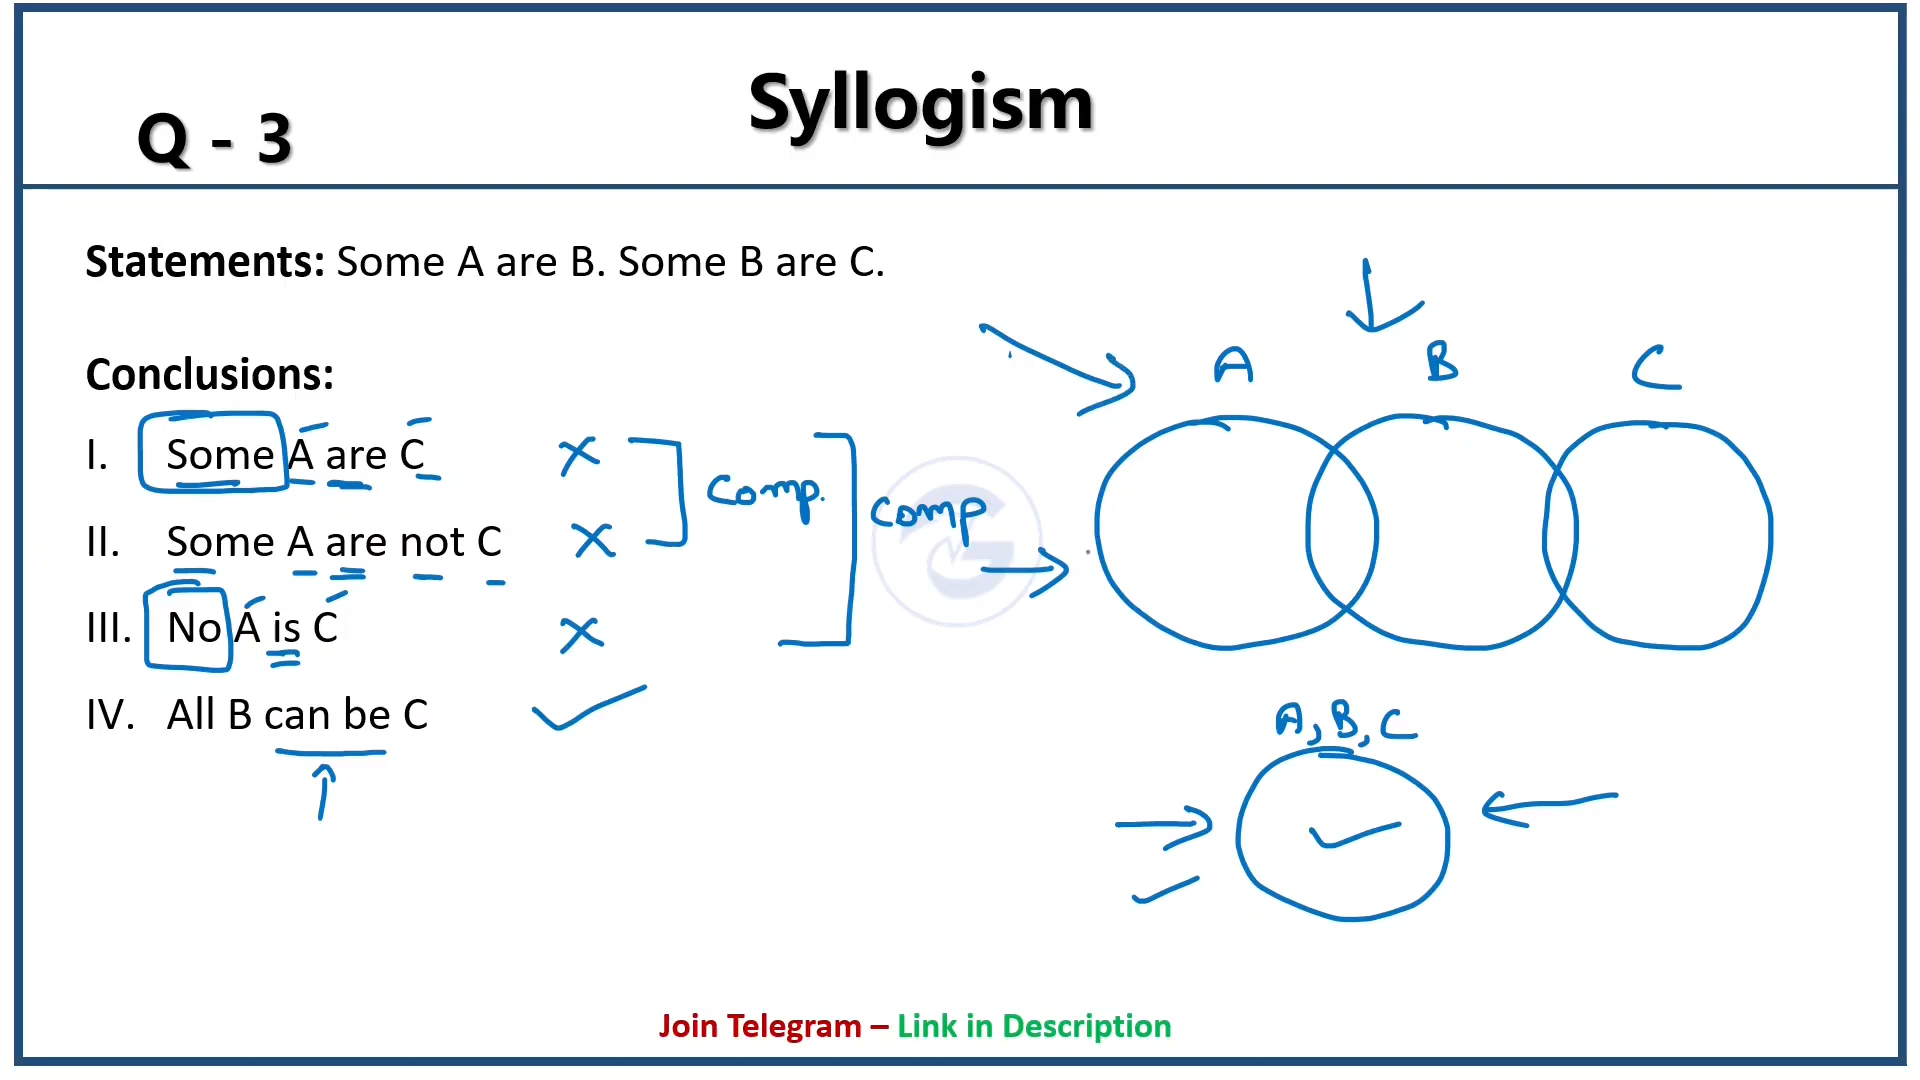 Syllogism
Q - 3
Statements: Some A are B. Some B are C.
Conclusions:
I. Some A are C
II. Some A are not C
III. No A is C
IV. All B can be C
comp.
comp
A B C
A, B, C
Join Telegram – Link in Description